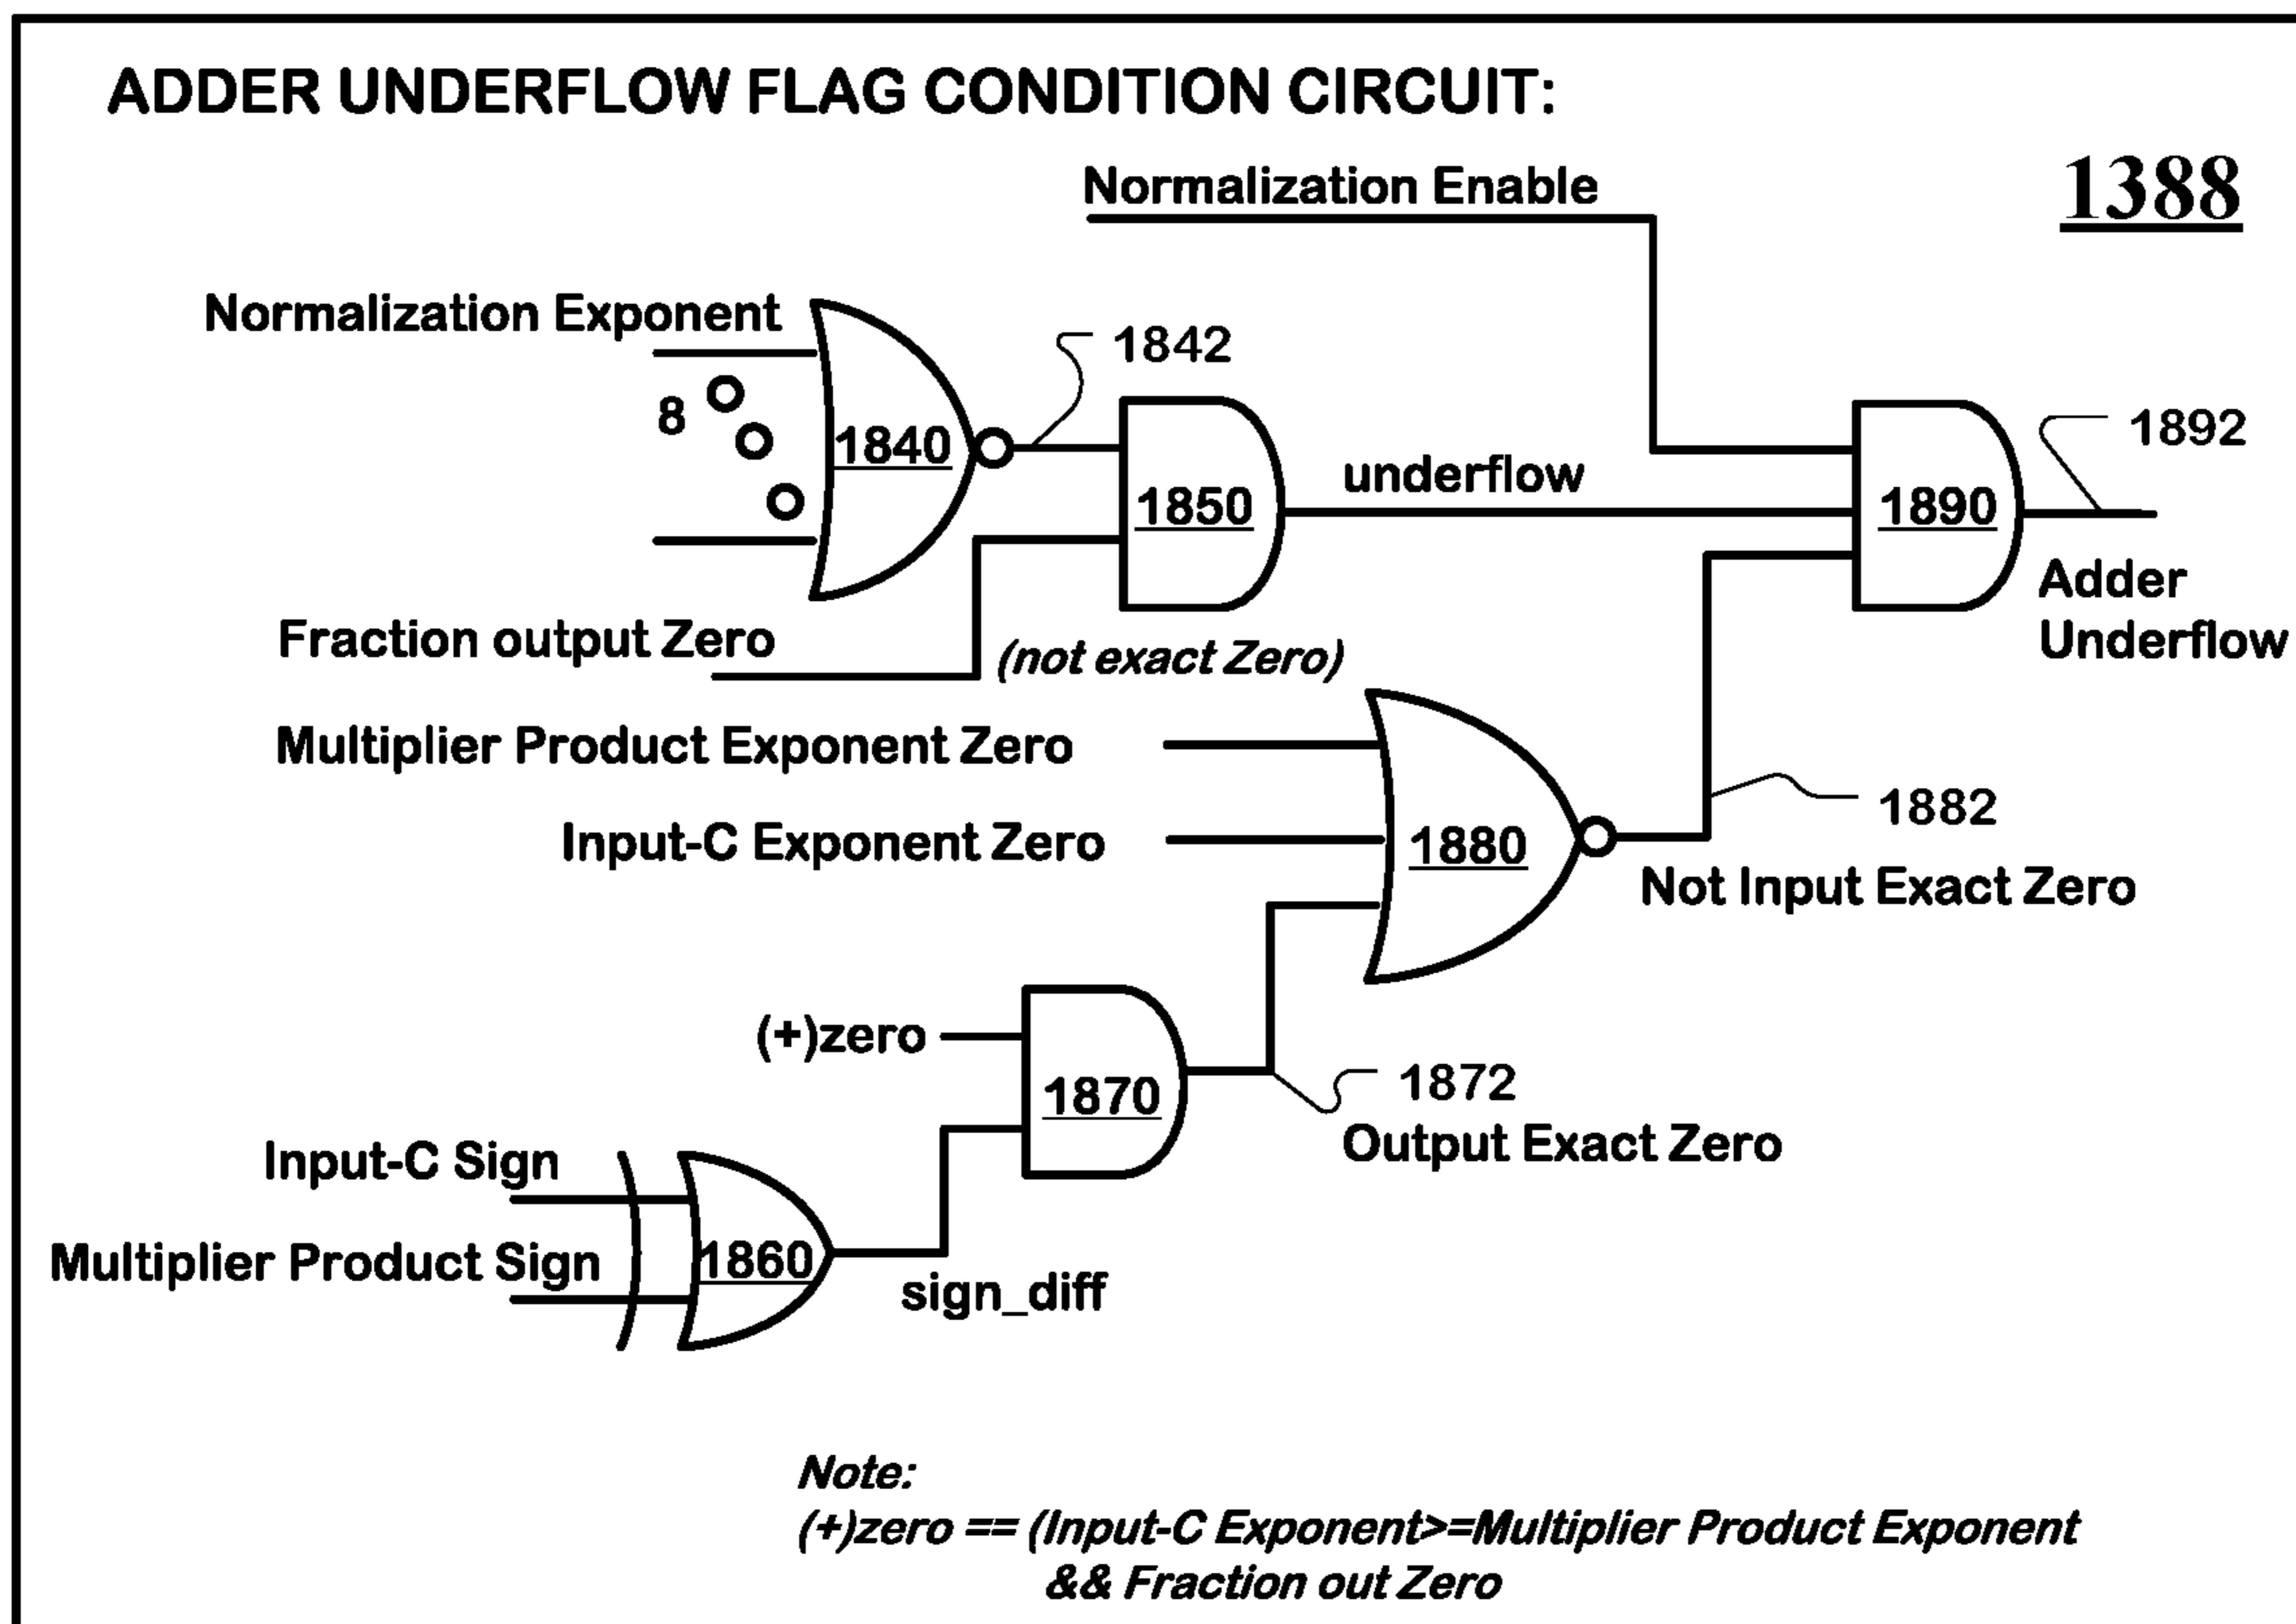 ADDER UNDERFLOW FLAG CONDITION CIRCUIT:
1388
Normalization Enable
Normalization Exponent
1842
8
1840
1850
underflow
1890
1892
Adder
Underflow
Fraction output Zero
(not exact Zero)
Multiplier Product Exponent Zero
Input-C Exponent Zero
1880
1882
Not Input Exact Zero
(+)zero
1870
1872
Output Exact Zero
Input-C Sign
Multiplier Product Sign
1860
sign_diff
Note:
(+)zero == (Input-C Exponent>=Multiplier Product Exponent
&& Fraction out Zero